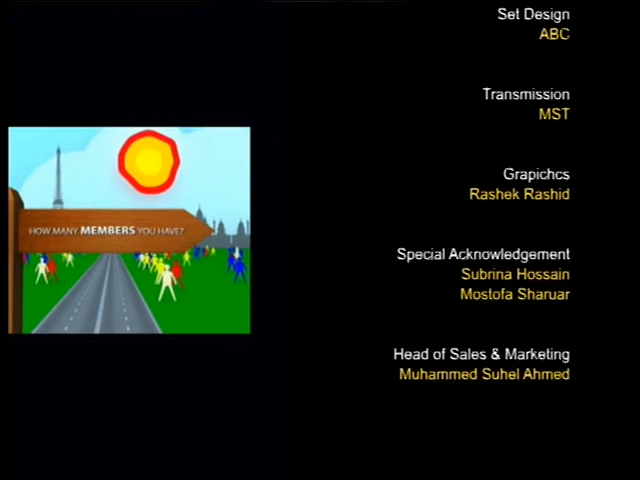 Set Design
ABC
Transmission
MST
HOW MANY MEMBERS YOU HAVE?
Grapichcs
Rashek Rashid
Special Acknowledgement
Subrina Hossain
Mostofa Sharuar
Head of Sales & Marketing
Muhammed Suhel Ahmed